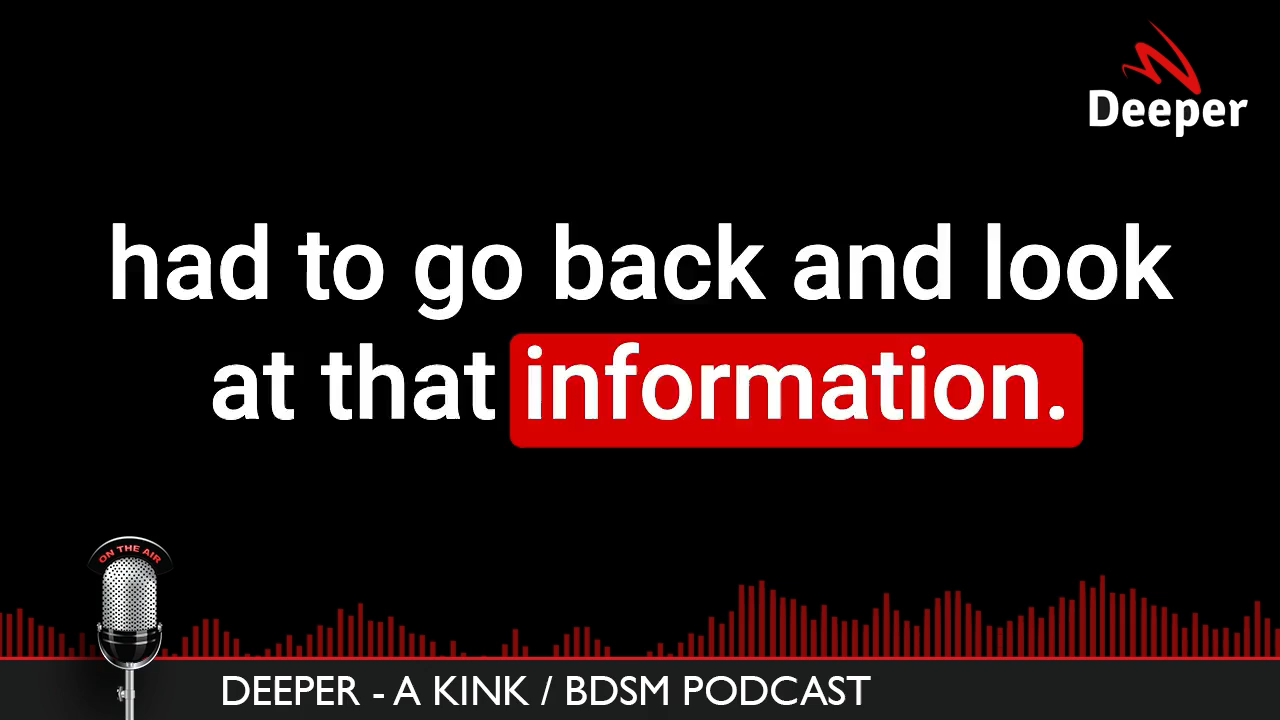 Deeper
had to go back and look
at that information.
ON THE AIR
DEEPER - A KINK / BDSM PODCAST